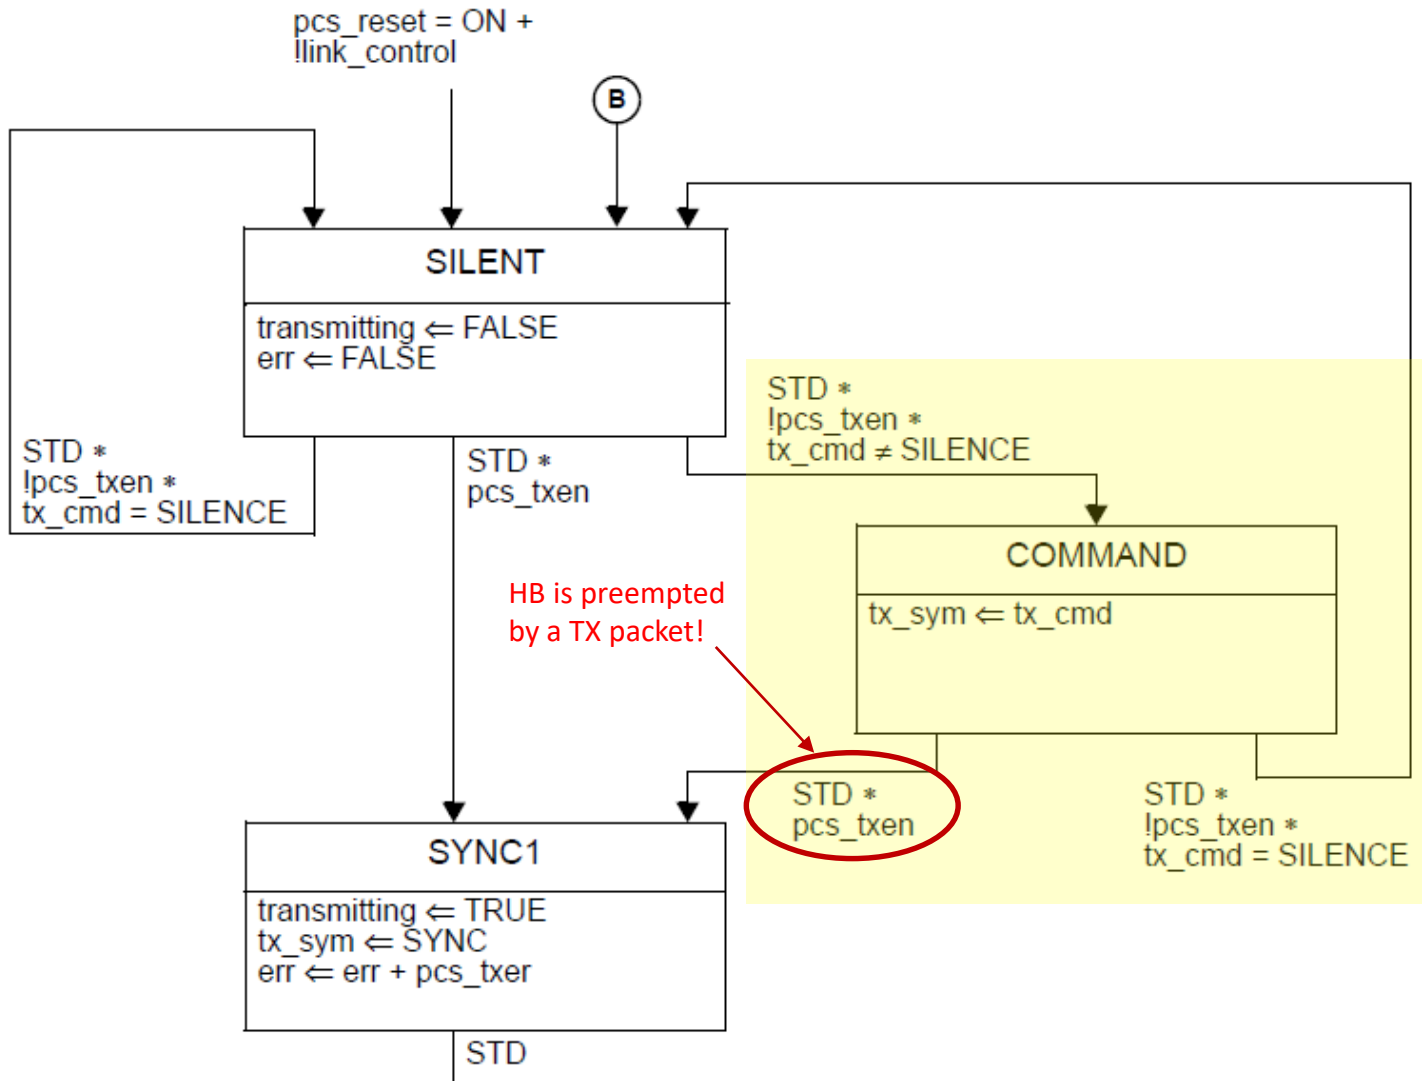 pcs_reset = ON +
!link_control
B
SILENT
transmitting ⇐ FALSE
err ⇐ FALSE
STD *
!pcs_txen *
tx_cmd = SILENCE
STD *
pcs_txen
STD *
!pcs_txen *
tx_cmd ≠ SILENCE
COMMAND
tx_sym ⇐ tx_cmd
HB is preempted
by a TX packet!
STD *
pcs_txen
STD *
!pcs_txen *
tx_cmd = SILENCE
SYNC1
transmitting ⇐ TRUE
tx_sym ⇐ SYNC
err ⇐ err + pcs_txer
STD